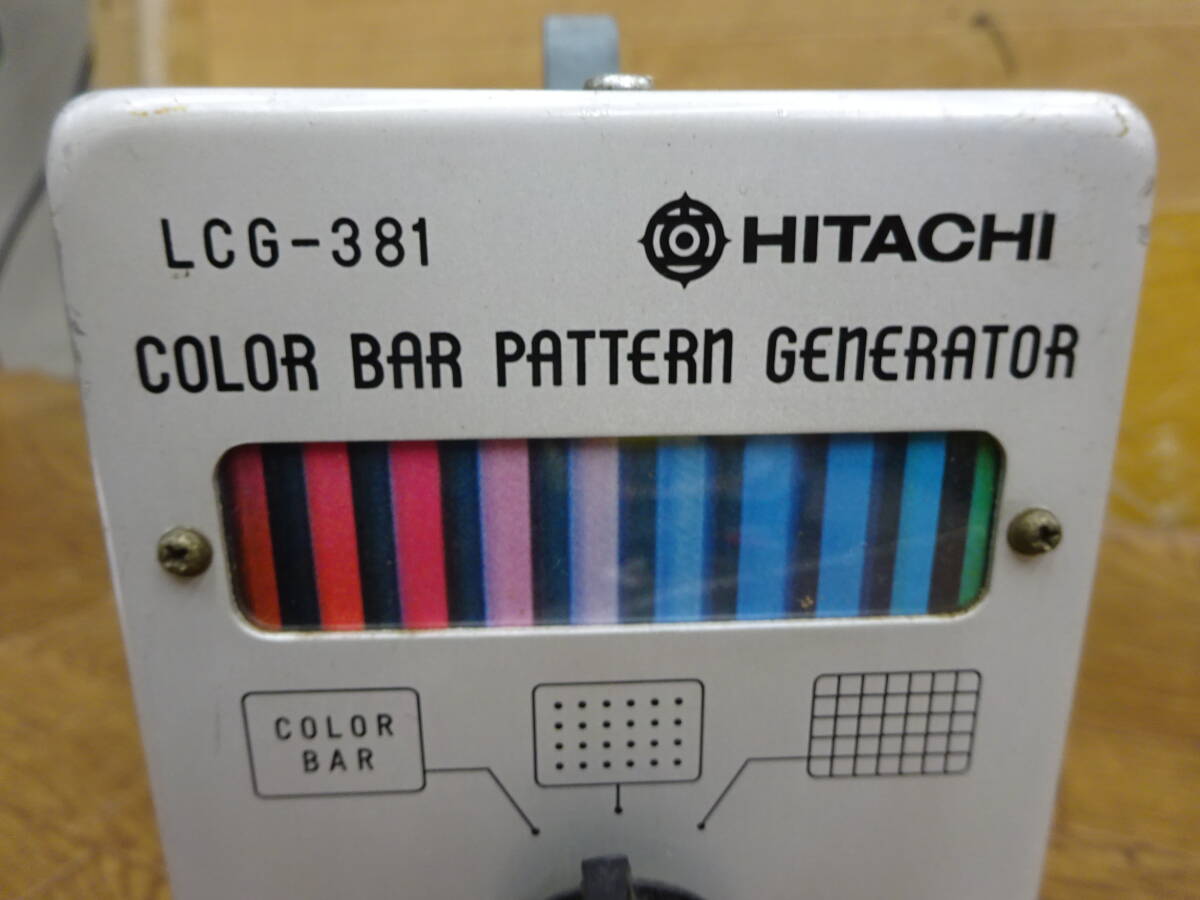 LCG-381
HITACHI
COLOR BAR PATTERN GENERATOR
COLOR
BAR